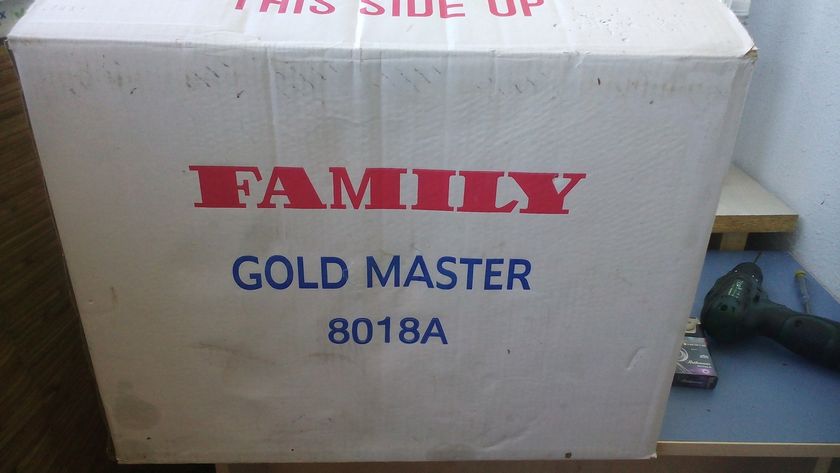 THIS SIDE UP
FAMILY
GOLD MASTER
8018A